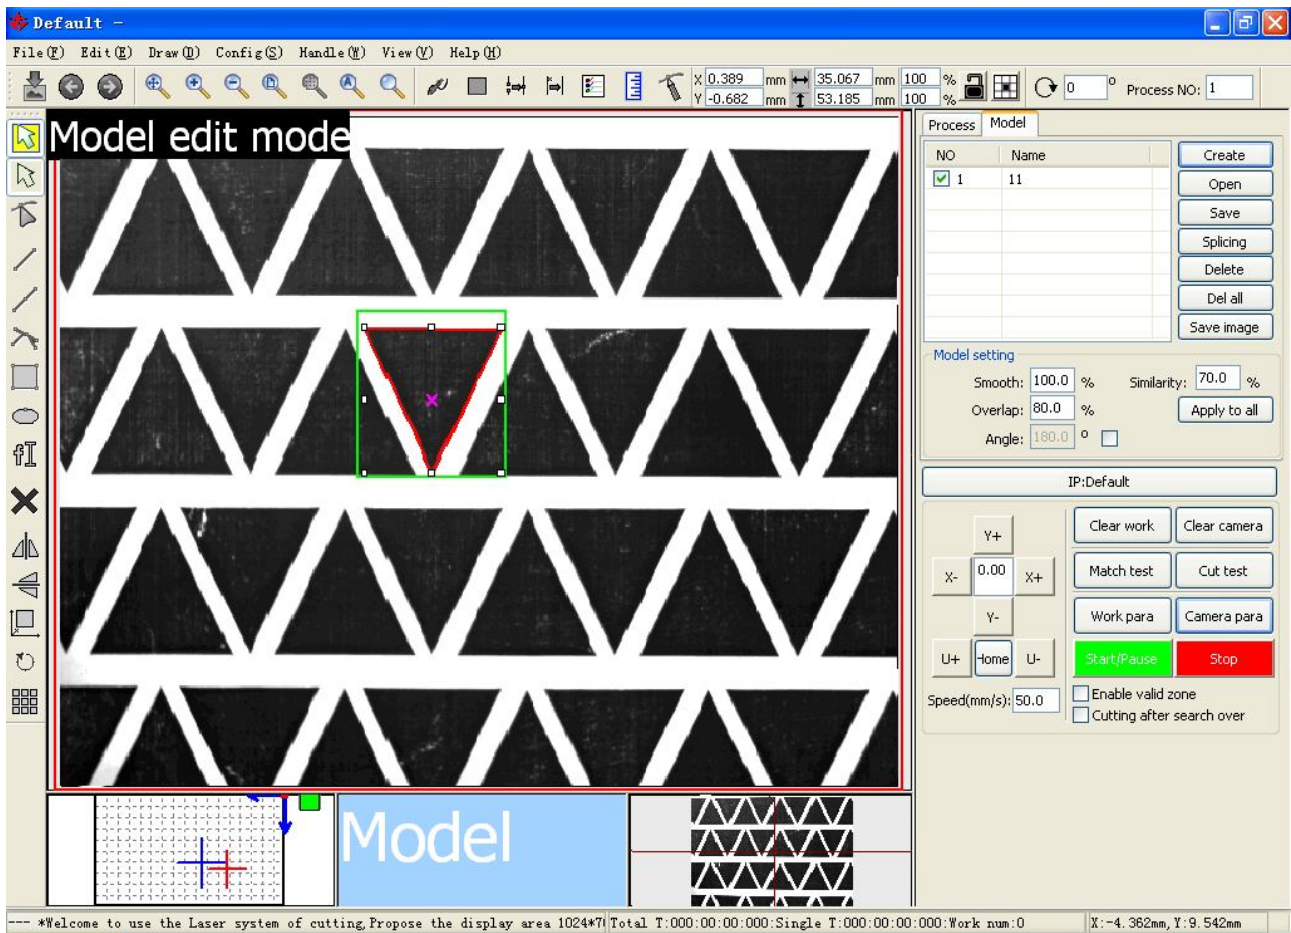 Default -
File(F) Edit(E) Draw(D) Config(S) Handle(W) View(V) Help(H)
X 0.389 mm 35.067 mm 100 %
Y -0.682 mm 53.185 mm 100 %
0 ° Process NO: 1
Model edit mode
Process Model
NO Name
1 11
Create
Open
Save
Splicing
Delete
Del all
Save image
Model setting
Smooth: 100.0 % Similarity: 70.0 %
Overlap: 80.0 % Apply to all
Angle: 180.0 °
IP:Default
Y+
X- 0.00 X+
Y-
U+ Home U-
Speed(mm/s): 50.0
Clear work Clear camera
Match test Cut test
Work para Camera para
Start/Pause Stop
Enable valid zone
Cutting after search over
Model
--- *Welcome to use the Laser system of cutting,Propose the display area 1024*7 Total T:000:00:00:000:Single T:000:00:00:000:Work num:0 X:-4.362mm,Y:9.542mm